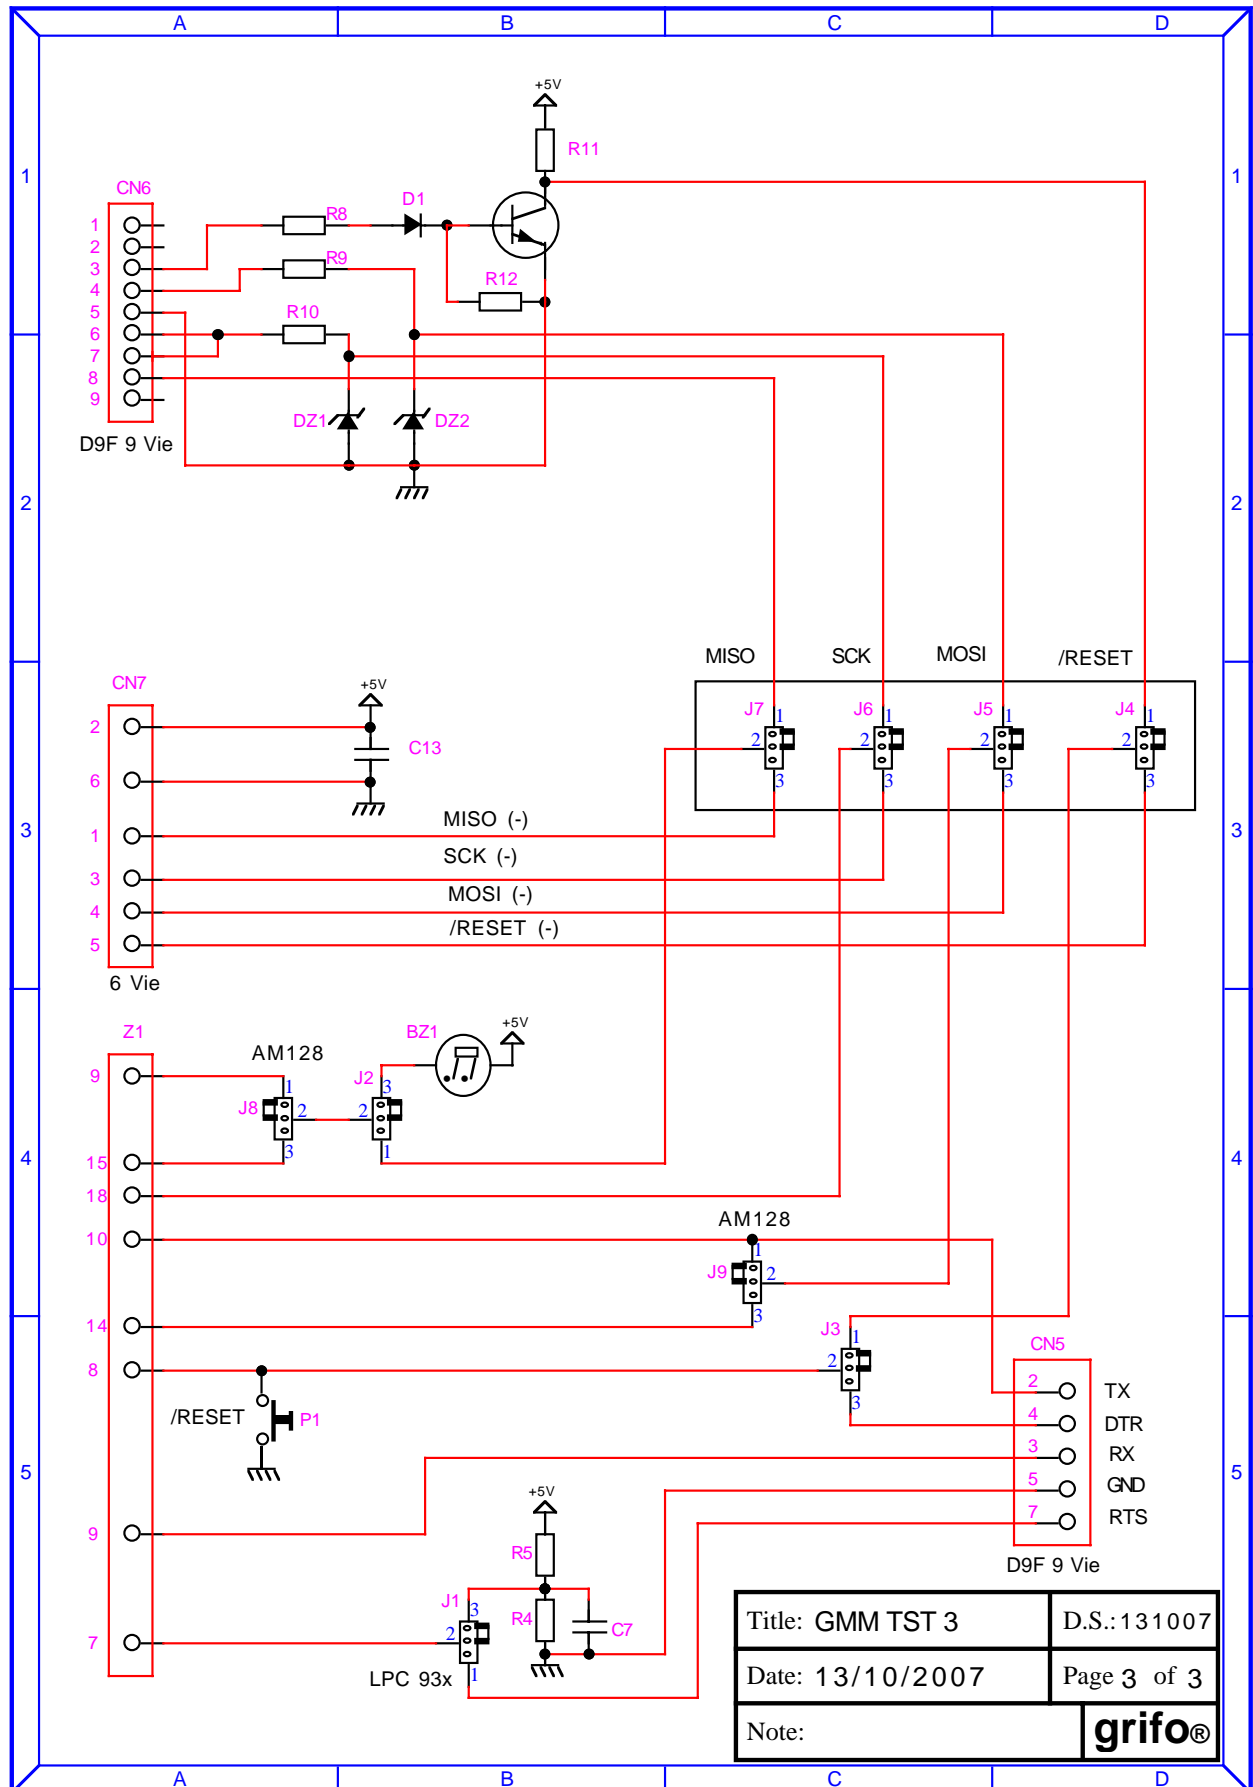 A B C D
+5V
R11
1 1
CN6
D1
1
R8
2
3
R9
4
R12
5
R10
6
7
8
9
DZ1 DZ2
D9F 9 Vie
2 2
MISO SCK MOSI /RESET
CN7
+5V
J7 1 J6 1 J5 1 J4 1
2
C13
2 2 2 2
6
3 3 3 3
MISO (-)
3 3
1
SCK (-)
3
MOSI (-)
4
/RESET (-)
5
6 Vie
Z1
BZ1 +5V
AM128
9
J2
1 3
J8 2 2
3 1
4 4
15
18
AM128
10
1
J9 2
3
14
J3 1
CN5
8
2
2 TX
/RESET P1
3
4 DTR
3 RX
5 5
5 GND
+5V
7 RTS
9
R5
D9F 9 Vie
J1
3
R4 C7
2
7
1
LPC 93x
Title: GMM TST 3 D.S.:131007
Date: 13/10/2007 Page 3 of 3
Note: grifo®
A B C D